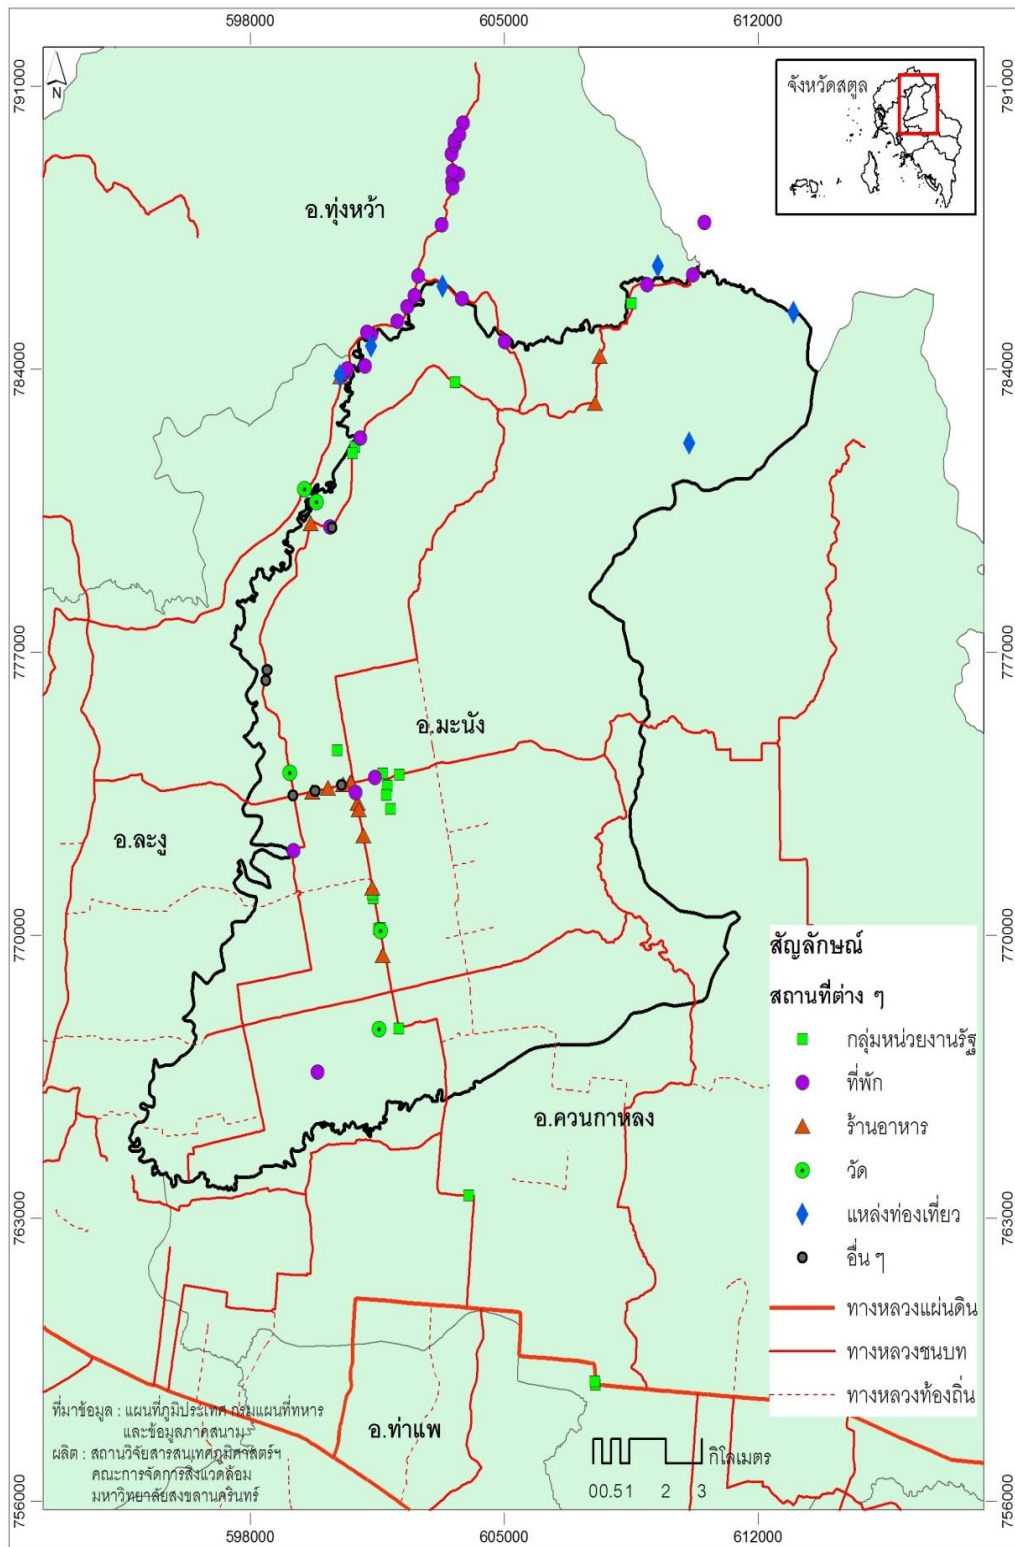 598000
605000
612000
791000
791000
N
จังหวัดสตูล
อ.ทุ่งหว้า
784000
784000
777000
777000
อ.มะนัง
อ.ละงู
770000
770000
สัญลักษณ์
สถานที่ต่าง ๆ
กลุ่มหน่วยงานรัฐ
ที่พัก
ร้านอาหาร
วัด
แหล่งท่องเที่ยว
อื่น ๆ
ทางหลวงแผ่นดิน
ทางหลวงชนบท
ทางหลวงท้องถิ่น
อ.ควนกาหลง
763000
763000
ที่มาข้อมูล : แผนที่ภูมิประเทศ กรมแผนที่ทหาร
และข้อมูลภาคสนาม
ผลิต : สถานวิจัยสารสนเทศภูมิศาสตร์ฯ
คณะการจัดการสิ่งแวดล้อม
มหาวิทยาลัยสงขลานครินทร์
อ.ท่าแพ
กิโลเมตร
00.51 2 3
756000
756000
598000
605000
612000